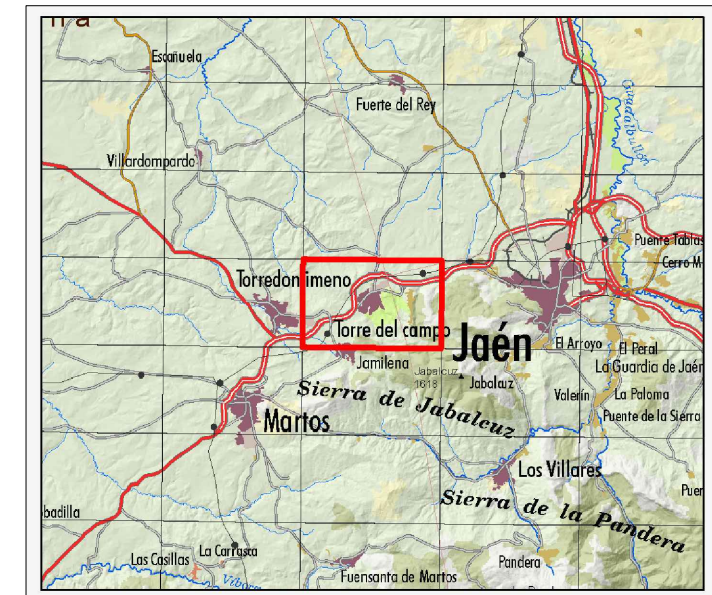 Escañuela
Fuerte del Rey
Guadalbullón
Villardompardo
Puente Tablas
Cerro M
Torredonjimeno
Torre del campo
Jaén
El Arroyo
El Peral
Jamilena
La Guardia de Jaén
Jabalcuz
1618
Jabalcuz
Sierra de Jabalcuz
Valerín
La Paloma
Martos
Puente de la Sierra
Los Villares
Sierra de la Pandera
Puer
badilla
La Carrasca
Las Casillas
Pandera
Fuensanta de Martos
Víboras